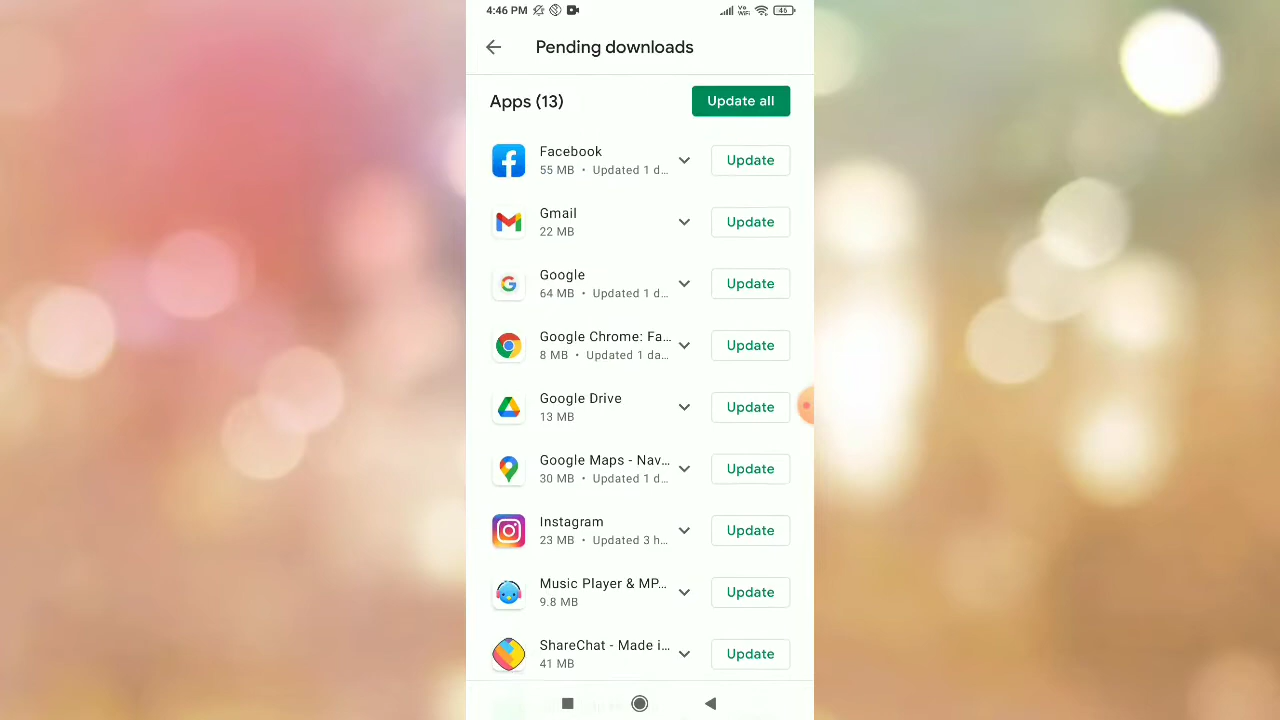 4:46 PM
Vo
WiFi
46
Pending downloads
Apps (13)
Update all
Facebook
55 MB • Updated 1 d...
Update
Gmail
22 MB
Update
Google
64 MB • Updated 1 d...
Update
Google Chrome: Fa...
8 MB • Updated 1 da...
Update
Google Drive
13 MB
Update
Google Maps - Nav...
30 MB • Updated 1 d...
Update
Instagram
23 MB • Updated 3 h...
Update
Music Player & MP...
9.8 MB
Update
ShareChat - Made i...
41 MB
Update